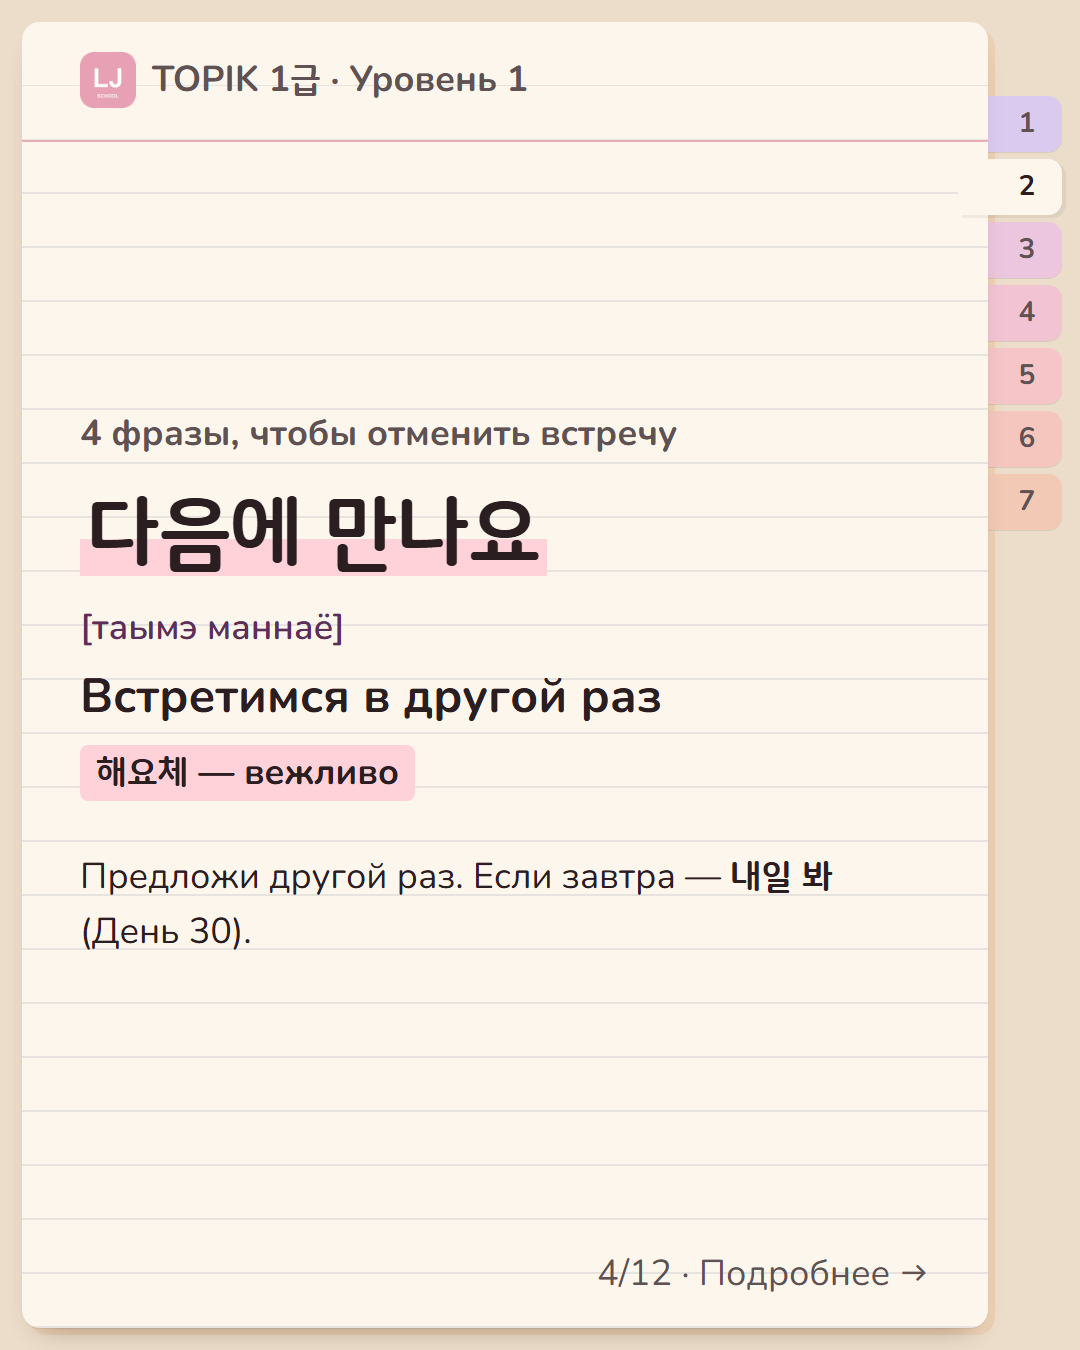 LJ
SCHOOL
TOPIK 1급 · Уровень 1
1
2
3
4
5
6
7
4 фразы, чтобы отменить встречу
다음에 만나요
[таымэ маннаё]
Встретимся в другой раз
해요체 — вежливо
Предложи другой раз. Если завтра — 내일 봐
(День 30).
4/12 · Подробнее →